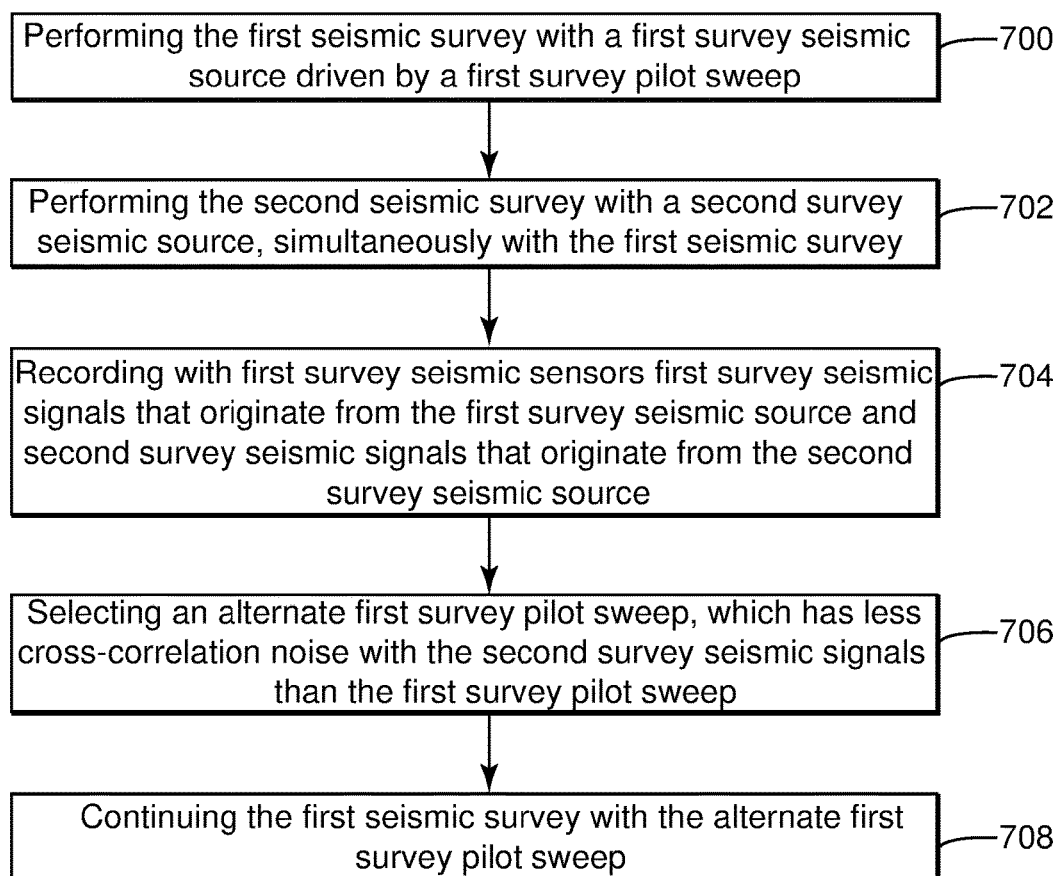 Performing the first seismic survey with a first survey seismic
source driven by a first survey pilot sweep
700
Performing the second seismic survey with a second survey
seismic source, simultaneously with the first seismic survey
702
Recording with first survey seismic sensors first survey seismic
signals that originate from the first survey seismic source and
second survey seismic signals that originate from the second
survey seismic source
704
Selecting an alternate first survey pilot sweep, which has less
cross-correlation noise with the second survey seismic signals
than the first survey pilot sweep
706
Continuing the first seismic survey with the alternate first
survey pilot sweep
708